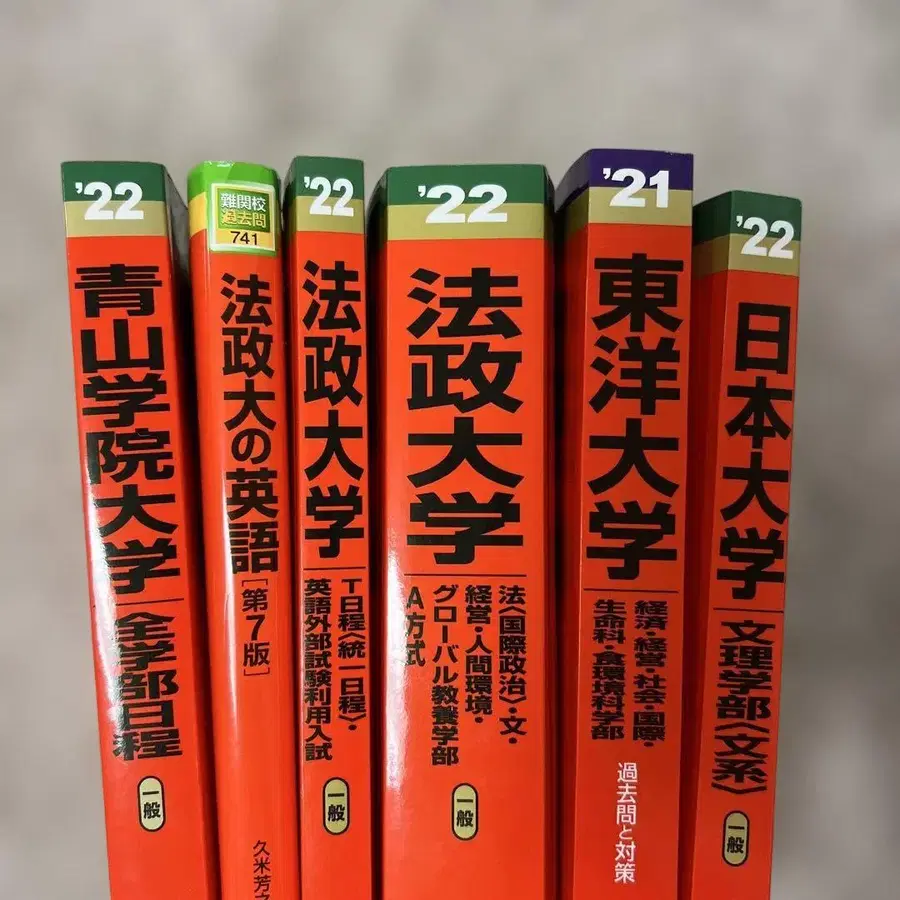 '22
青山学院大学
全学部日程
一般
難関校
過去問
741
法政大の英語
[第7版]
久米芳之
'22
法政大学
T日程〈統一日程〉・
英語外部試験利用入試
一般
'22
法政大学
法〈国際政治〉・文・
経営・人間環境・
グローバル教養学部
A方式
一般
'21
東洋大学
経済・経営・社会・国際・
生命科・食環境科学部
過去問と対策
'22
日本大学
文理学部〈文系〉
一般